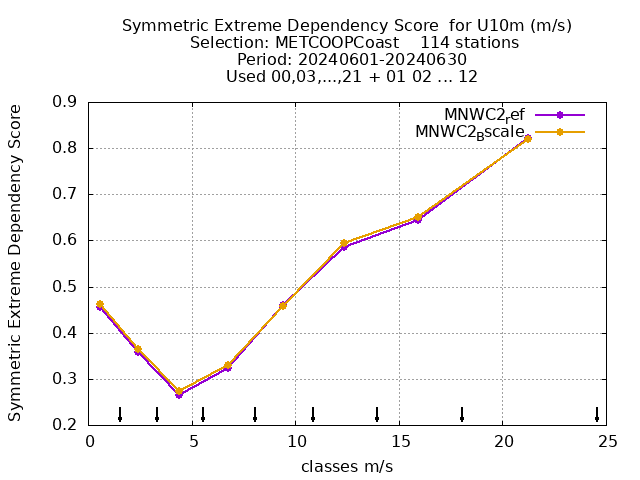 Symmetric Extreme Dependency Score  for U10m (m/s)
Selection: METCOOPCoast    114 stations
Period: 20240601-20240630
Used 00,03,...,21 + 01 02 ... 12
MNWC2ref
MNWC2Bscale
Symmetric Extreme Dependency Score
0.9
0.8
0.7
0.6
0.5
0.4
0.3
0.2
0 5 10 15 20 25
classes m/s